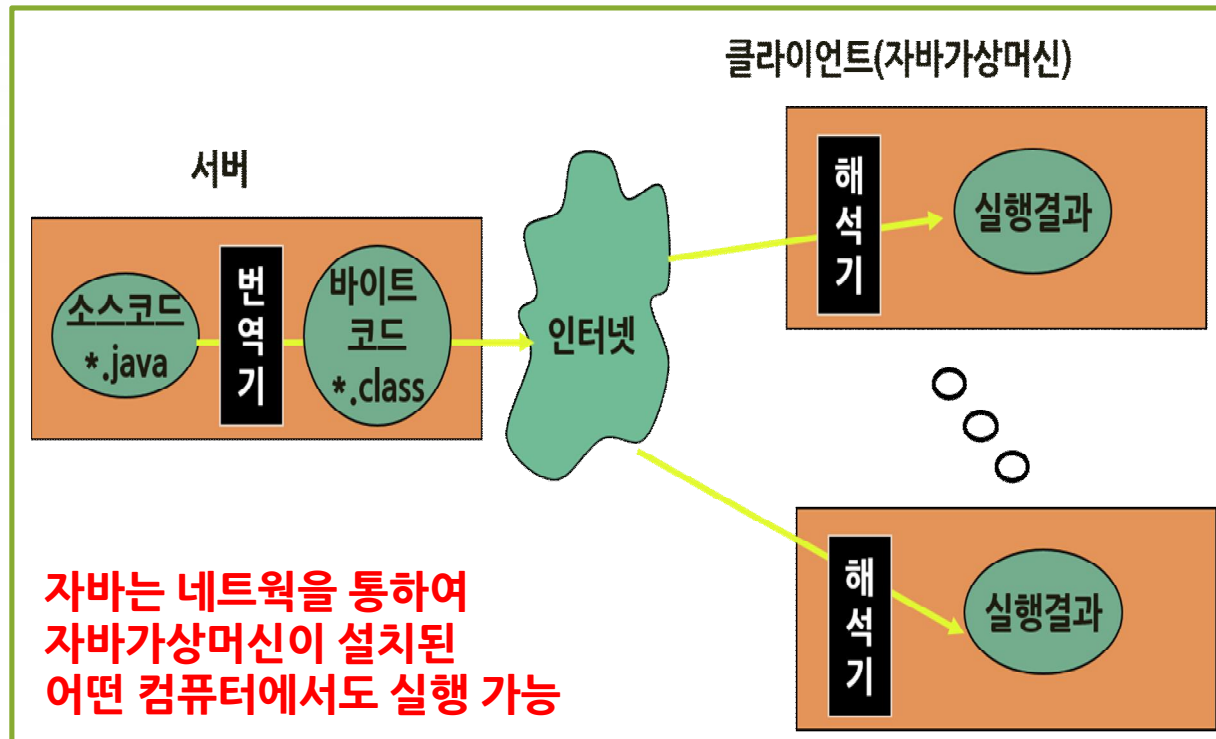 클라이언트(자바가상머신)
서버
소스코드
*.java
번
역
기
바이트
코드
*.class
인터넷
해
석
기
실행결과
해
석
기
실행결과
자바는 네트웍을 통하여
자바가상머신이 설치된
어떤 컴퓨터에서도 실행 가능